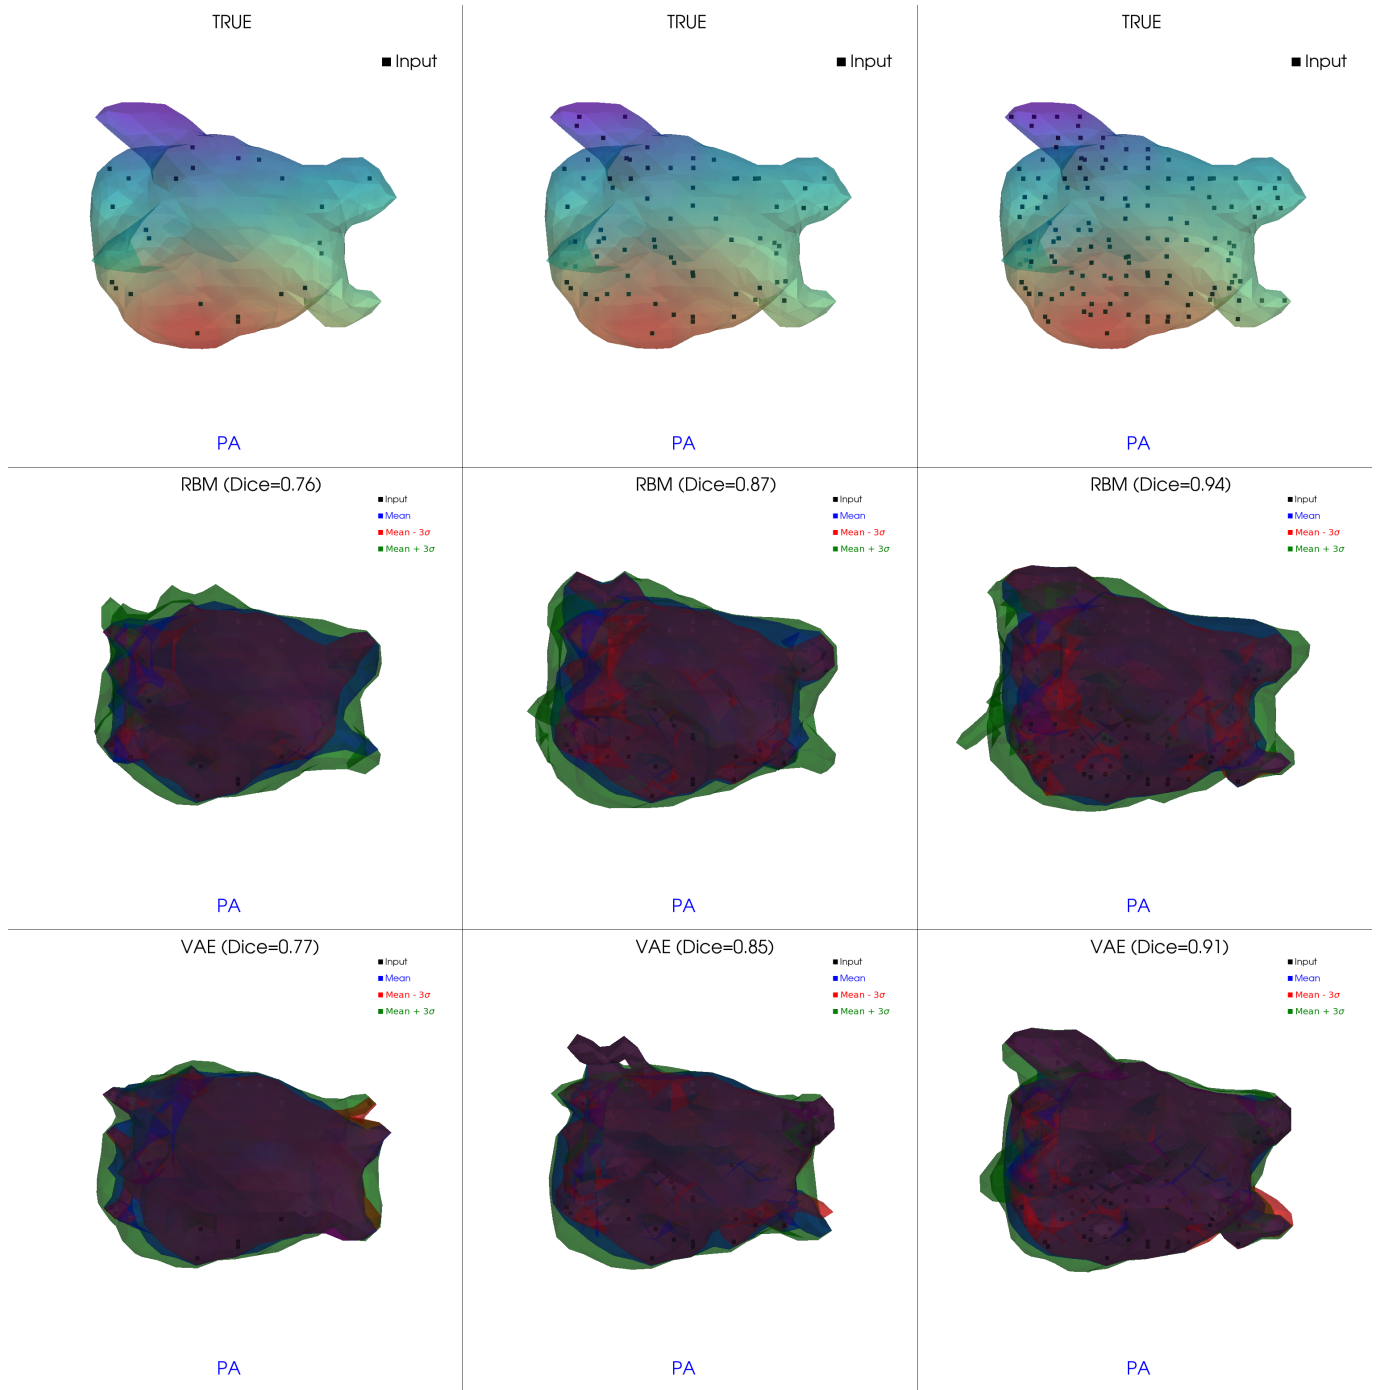 TRUE
TRUE
TRUE
Input
Input
Input
PA
PA
PA
RBM (Dice=0.76)
Input
Mean
Mean - 3σ
Mean + 3σ
RBM (Dice=0.87)
Input
Mean
Mean - 3σ
Mean + 3σ
RBM (Dice=0.94)
Input
Mean
Mean - 3σ
Mean + 3σ
PA
PA
PA
VAE (Dice=0.77)
Input
Mean
Mean - 3σ
Mean + 3σ
VAE (Dice=0.85)
Input
Mean
Mean - 3σ
Mean + 3σ
VAE (Dice=0.91)
Input
Mean
Mean - 3σ
Mean + 3σ
PA
PA
PA